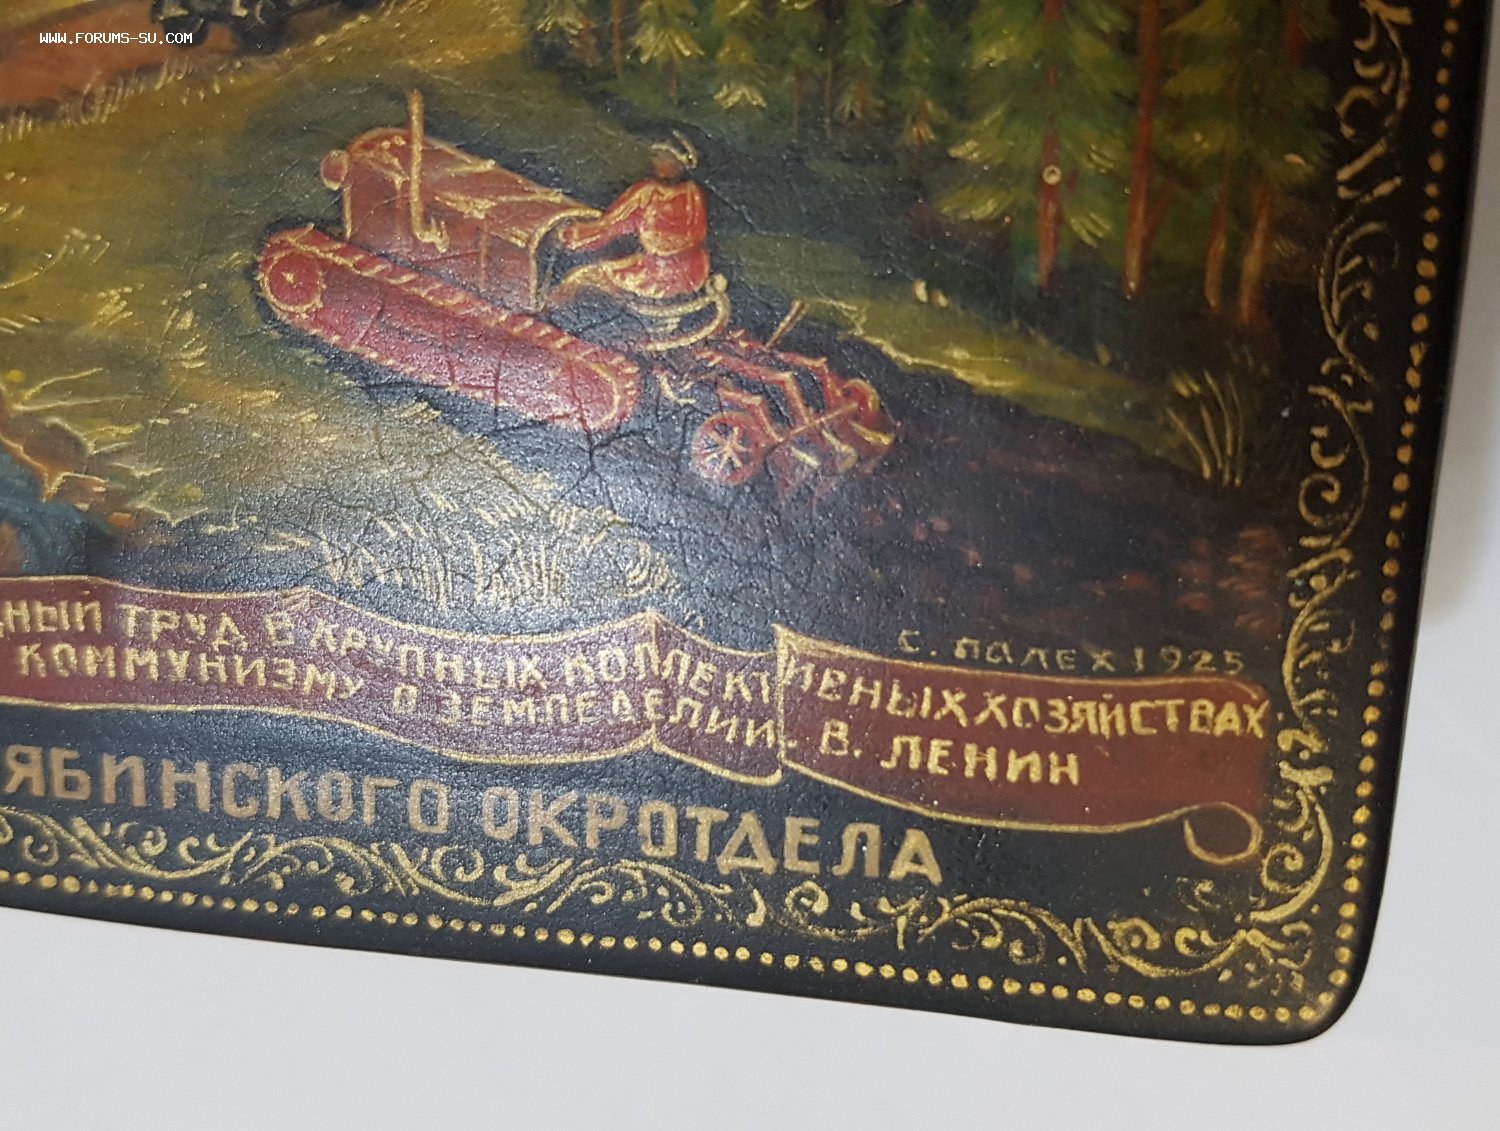 WWW.FORUMS-SU.COM
С. ПАЛЕХ 1925
НЫЙ ТРУД В КРУПНЫХ КОЛЛЕКТИВНЫХ ХОЗЯЙСТВАХ
КОММУНИЗМУ В ЗЕМЛЕДЕЛИИ. В. ЛЕНИН
ЯБИНСКОГО ОКРОТДЕЛА